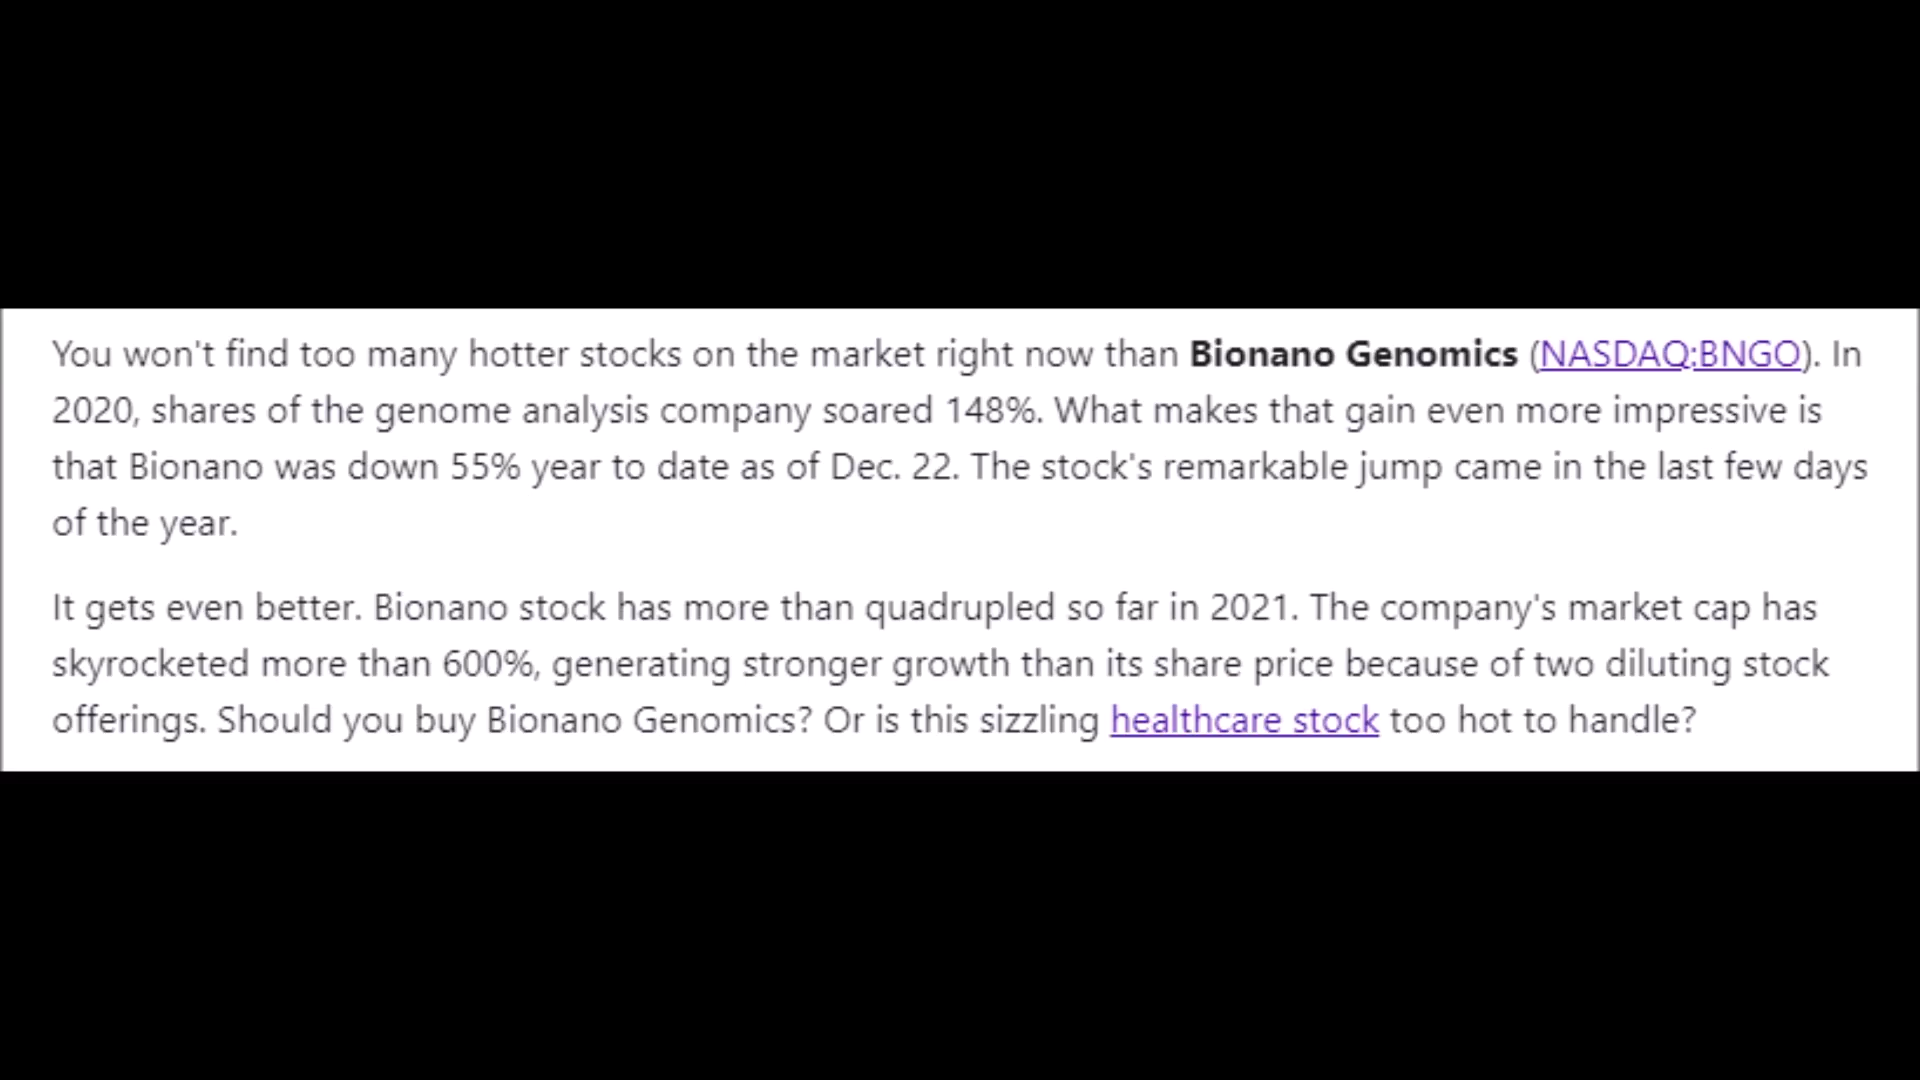 You won't find too many hotter stocks on the market right now than Bionano Genomics (NASDAQ:BNGO). In
2020, shares of the genome analysis company soared 148%. What makes that gain even more impressive is
that Bionano was down 55% year to date as of Dec. 22. The stock's remarkable jump came in the last few days
of the year.
It gets even better. Bionano stock has more than quadrupled so far in 2021. The company's market cap has
skyrocketed more than 600%, generating stronger growth than its share price because of two diluting stock
offerings. Should you buy Bionano Genomics? Or is this sizzling healthcare stock too hot to handle?